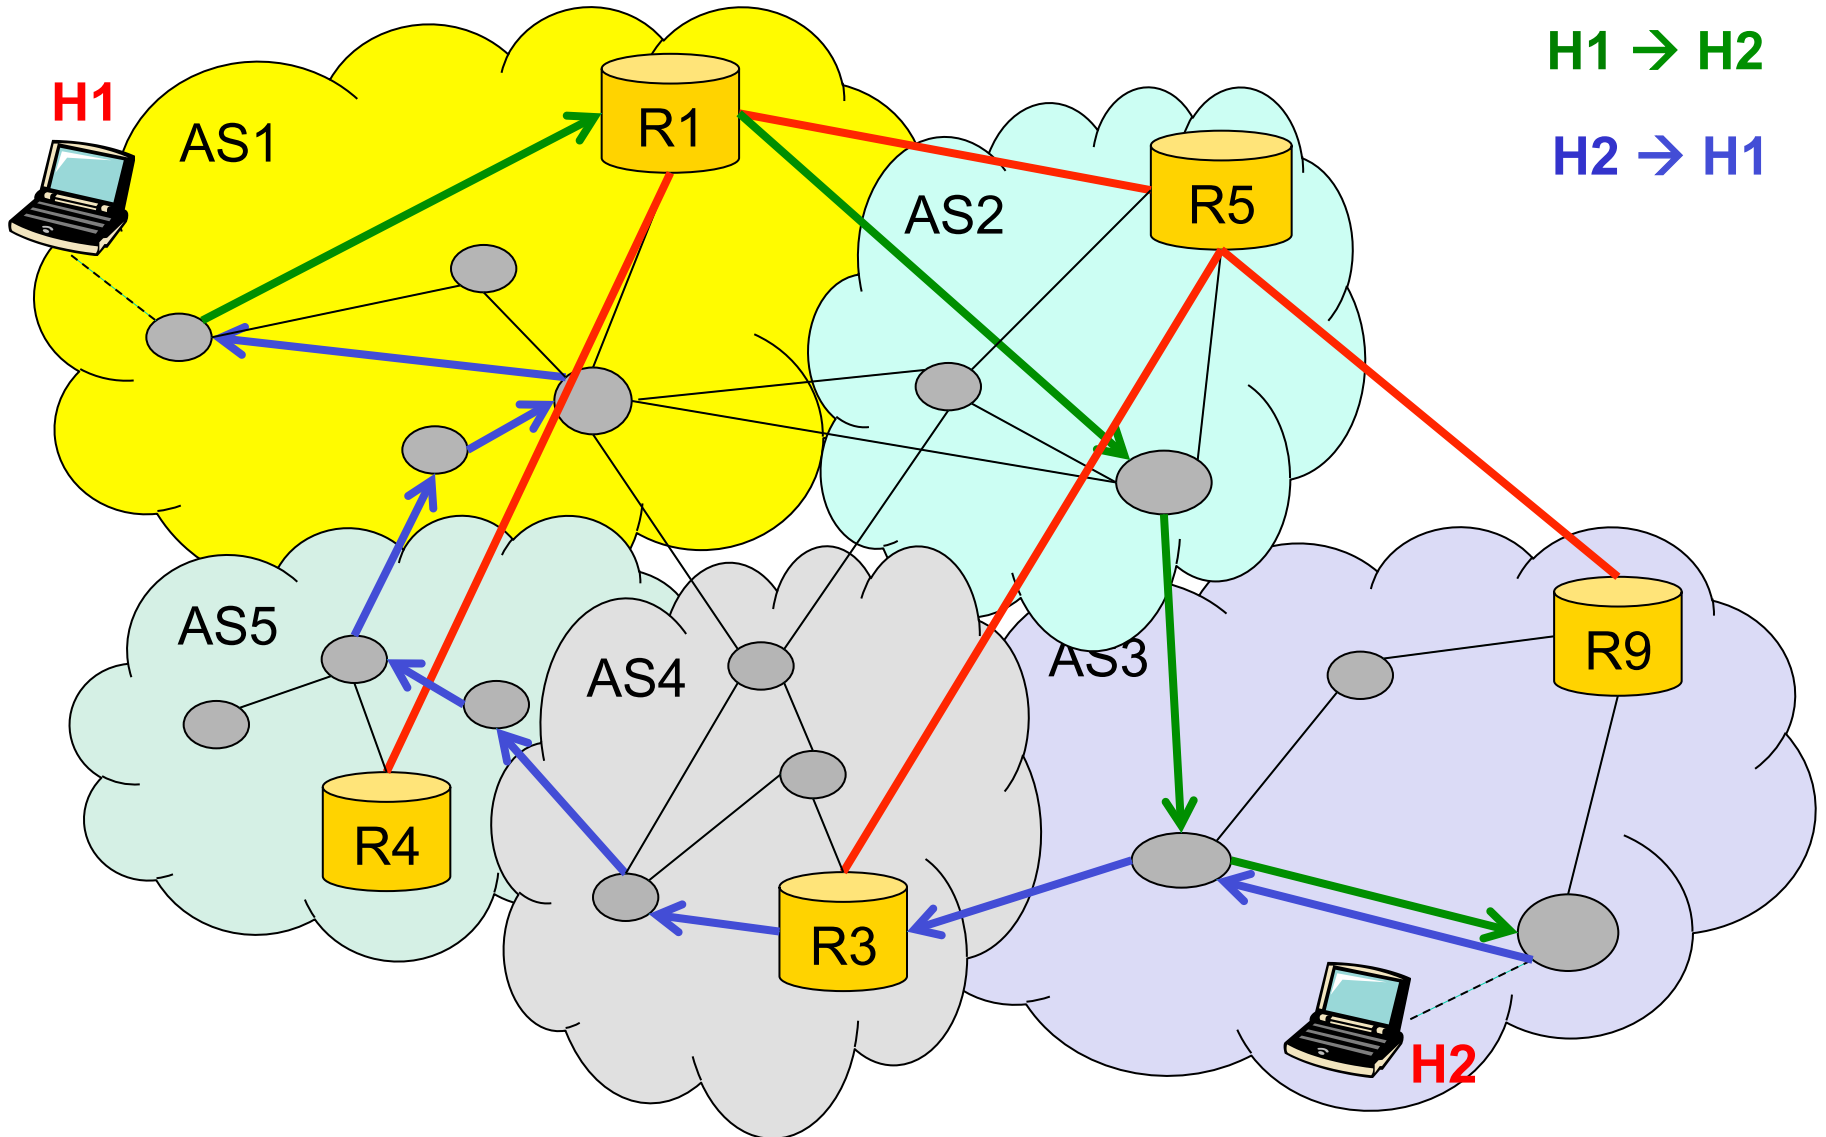 H1 → H2
H1
AS1
R1
H2 → H1
AS2
R5
AS5
AS4
AS3
R9
R4
R3
H2